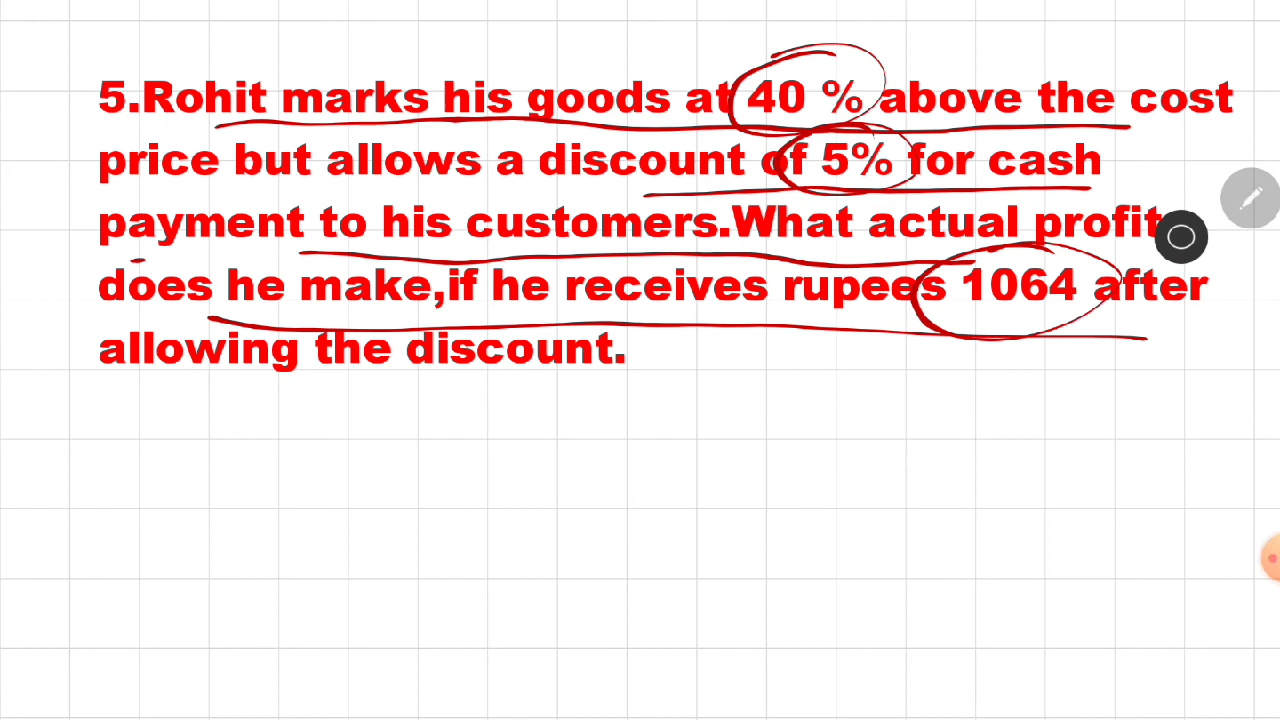 5.Rohit marks his goods at 40 % above the cost
price but allows a discount of 5% for cash
payment to his customers.What actual profit
does he make,if he receives rupees 1064 after
allowing the discount.